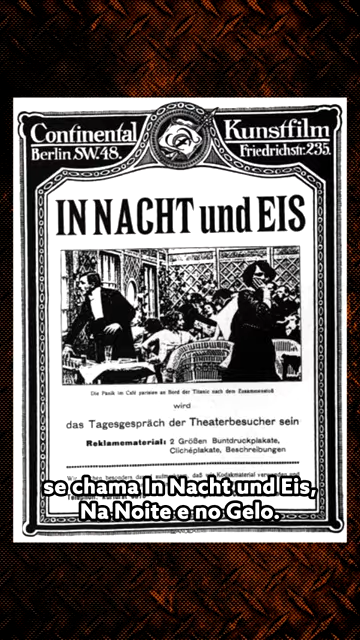 Continental Kunstfilm
Berlin SW. 48. Friedrichstr. 235.
IN NACHT und EIS
Die Panik im Café parisien an Bord der Titanic nach dem Zusammenstoß
wird
das Tagesgespräch der Theaterbesucher sein
Reklamematerial: 2 Größen Buntdruckplakate,
Clichéplakate, Beschreibungen
se chama In Nacht und Eis,
Na Noite e no Gelo.